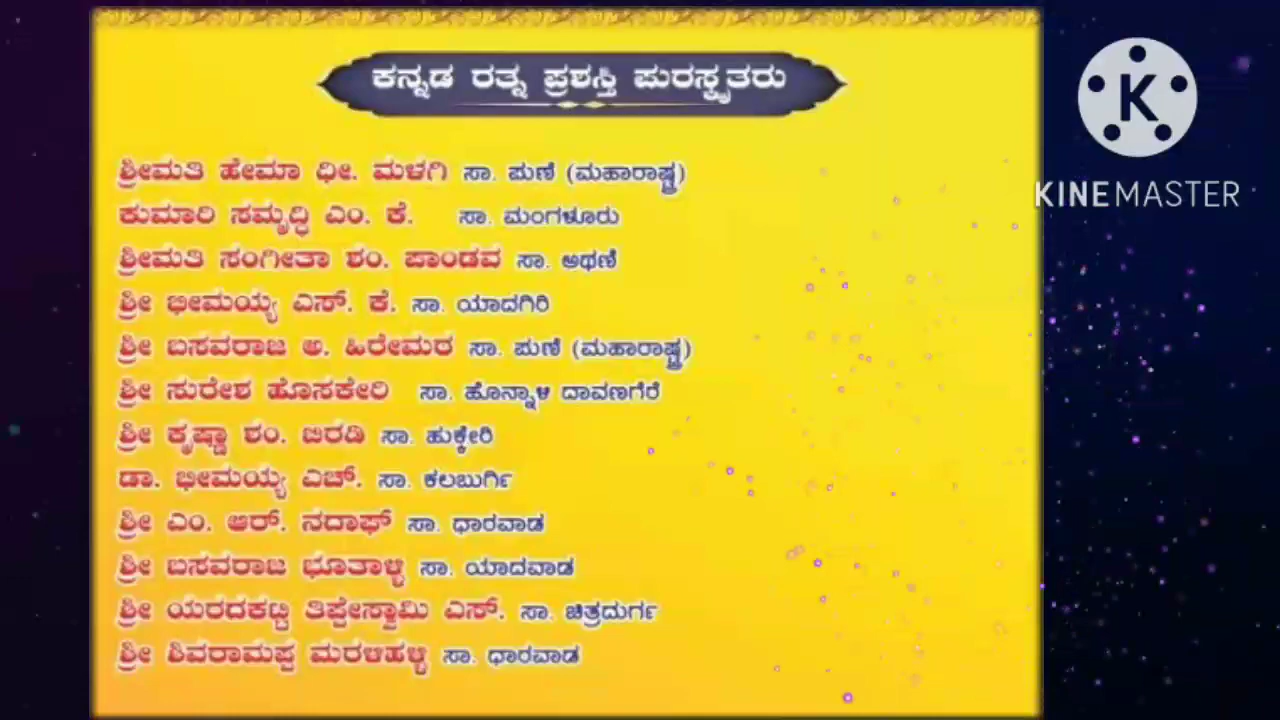 ಕನ್ನಡ ರತ್ನ ಪ್ರಶಸ್ತಿ ಪುರಸ್ಕೃತರು
K
KINEMASTER
ಶ್ರೀಮತಿ ಹೇಮಾ ಧೀ. ಮಳಗಿ ಸಾ. ಪುಣೆ (ಮಹಾರಾಷ್ಟ್ರ)
ಕುಮಾರಿ ಸಮೃದ್ಧಿ ಎಂ. ಕೆ. ಸಾ. ಮಂಗಳೂರು
ಶ್ರೀಮತಿ ಸಂಗೀತಾ ಶಂ. ಪಾಂಡವ ಸಾ. ಅಥಣಿ
ಶ್ರೀ ಭೀಮಯ್ಯ ಎಸ್. ಕೆ. ಸಾ. ಯಾದಗಿರಿ
ಶ್ರೀ ಬಸವರಾಜ ಅ. ಹಿರೇಮಠ ಸಾ. ಪುಣೆ (ಮಹಾರಾಷ್ಟ್ರ)
ಶ್ರೀ ಸುರೇಶ ಹೊಸಕೇರಿ ಸಾ. ಹೊನ್ನಾಳಿ ದಾವಣಗೆರೆ
ಶ್ರೀ ಕೃಷ್ಣಾ ಶಂ. ಬಿರಡಿ ಸಾ. ಹುಕ್ಕೇರಿ
ಡಾ. ಭೀಮಯ್ಯ ಎಚ್. ಸಾ. ಕಲಬುರ್ಗಿ
ಶ್ರೀ ಎಂ. ಆರ್. ನದಾಫ್ ಸಾ. ಧಾರವಾಡ
ಶ್ರೀ ಬಸವರಾಜ ಭೂತಾಳಿ ಸಾ. ಯಾದವಾಡ
ಶ್ರೀ ಯರದಕಟ್ಟಿ ತಿಪ್ಪೇಸ್ವಾಮಿ ಎಸ್. ಸಾ. ಚಿತ್ರದುರ್ಗ
ಶ್ರೀ ಶಿವರಾಮಪ್ಪ ಮರಳಿಹಳ್ಳಿ ಸಾ. ಧಾರವಾಡ